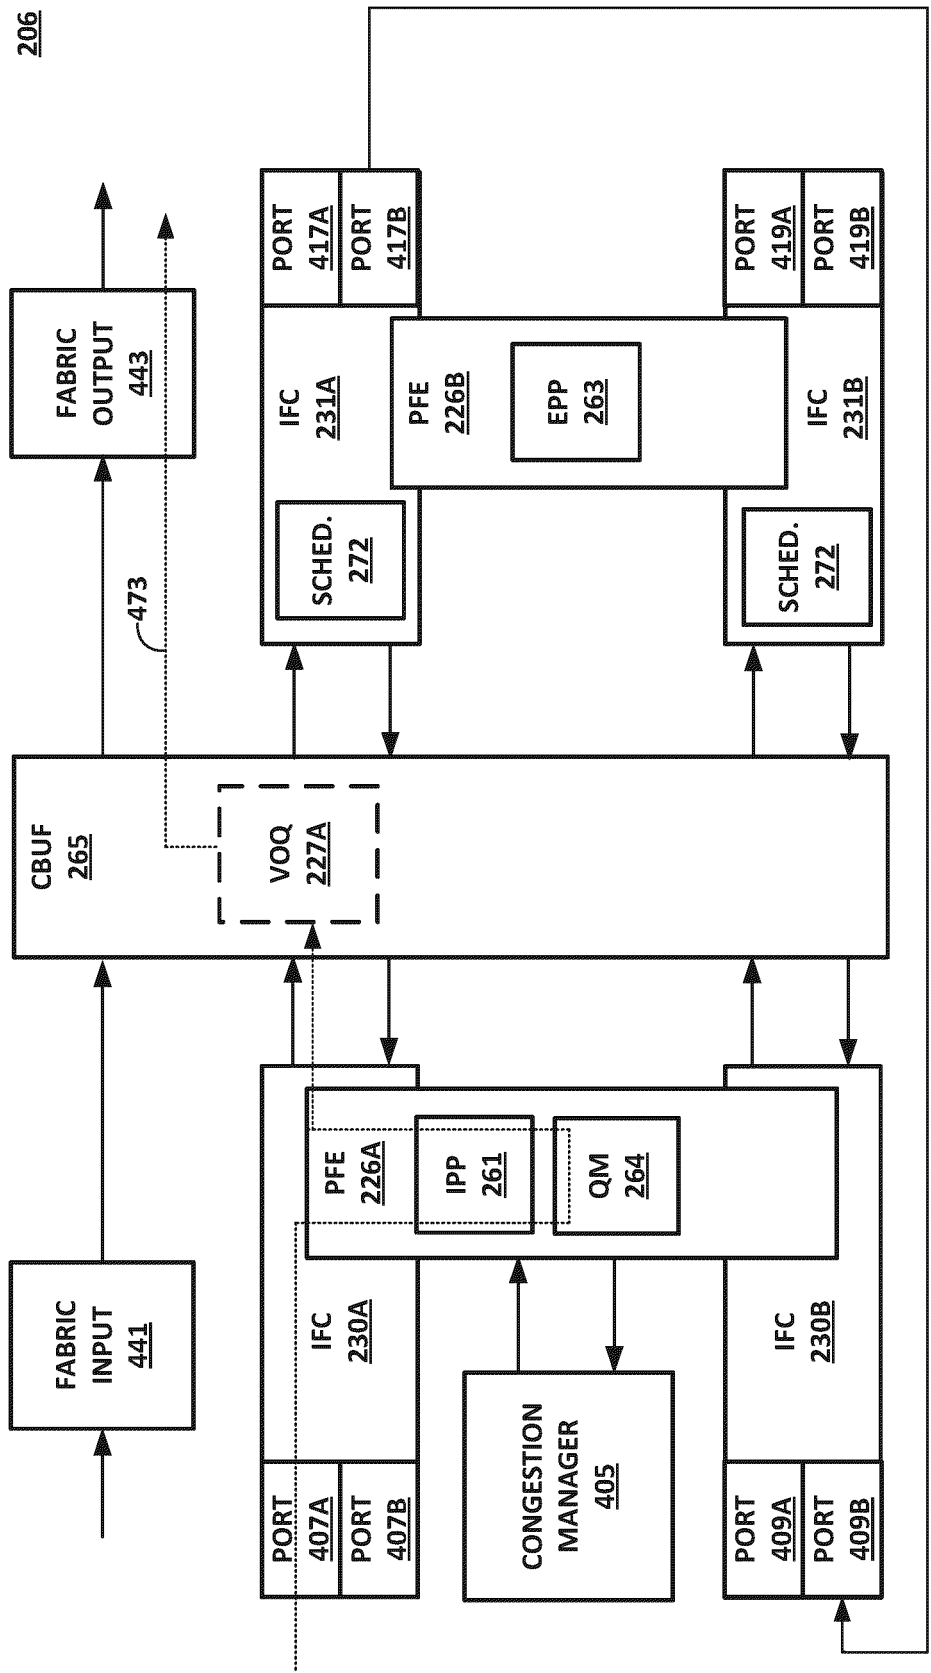 206
FABRIC
INPUT
441
CBUF
265
473
FABRIC
OUTPUT
443
PORT
407A
PORT
407B
IFC
230A
PFE
226A
IPP
261
QM
264
VOQ
227A
SCHED.
272
IFC
231A
PORT
417A
PORT
417B
PFE
226B
EPP
263
CONGESTION
MANAGER
405
PORT
409A
PORT
409B
IFC
230B
SCHED.
272
IFC
231B
PORT
419A
PORT
419B